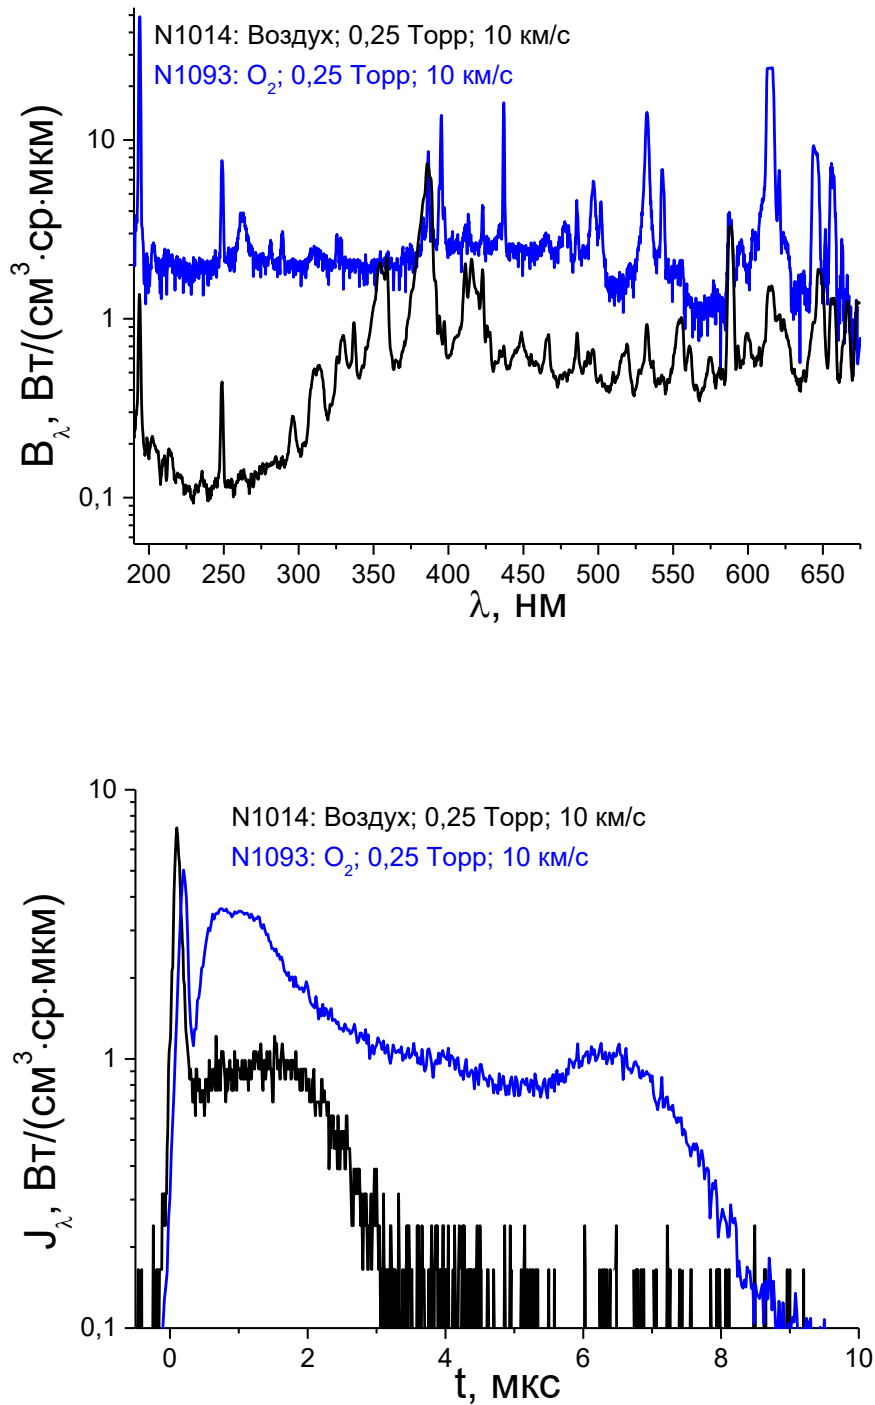 N1014: Воздух; 0,25 Торр; 10 км/с
N1093: O₂; 0,25 Торр; 10 км/с
B_λ, Вт/(см³·ср·мкм)
10
1
0,1
200 250 300 350 400 450 500 550 600 650
λ, нм
N1014: Воздух; 0,25 Торр; 10 км/с
N1093: O₂; 0,25 Торр; 10 км/с
J_λ, Вт/(см³·ср·мкм)
10
1
0,1
0 2 4 6 8 10
t, мкс